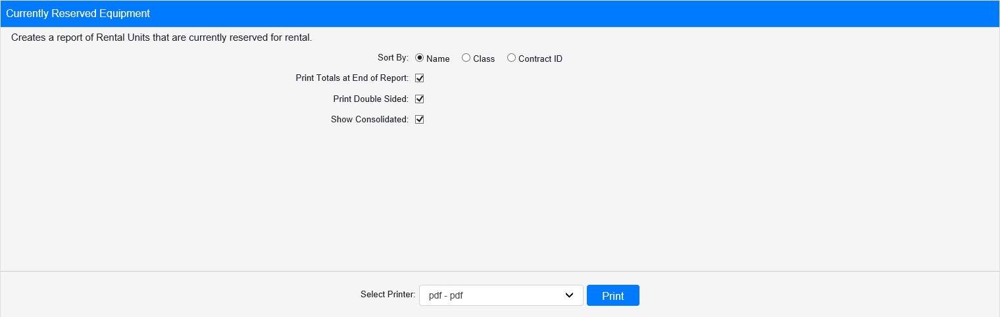 Currently Reserved Equipment
Creates a report of Rental Units that are currently reserved for rental.
Sort By: Name Class Contract ID
Print Totals at End of Report:
Print Double Sided:
Show Consolidated:
Select Printer: pdf - pdf Print